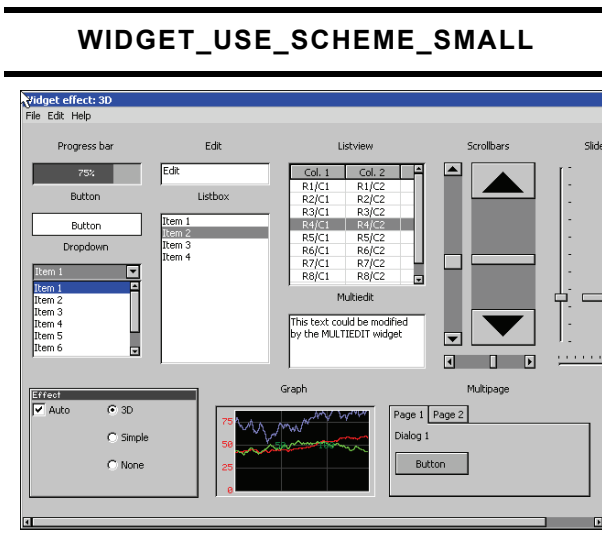 WIDGET_USE_SCHEME_SMALL
Widget effect: 3D
File Edit Help
Progress bar
75%
Button
Button
Dropdown
Item 1
Item 1
Item 2
Item 3
Item 4
Item 5
Item 6
Edit
Edit
Listbox
Item 1
Item 2
Item 3
Item 4
Listview
Col. 1 Col. 2
R1/C1 R1/C2
R2/C1 R2/C2
R3/C1 R3/C2
R4/C1 R4/C2
R5/C1 R5/C2
R6/C1 R6/C2
R7/C1 R7/C2
R8/C1 R8/C2
Multiedit
This text could be modified
by the MULTIEDIT widget
Scrollbars
Slide
Effect
Auto
3D
Simple
None
Graph
75
50
25
0
50 100
Multipage
Page 1 Page 2
Dialog 1
Button